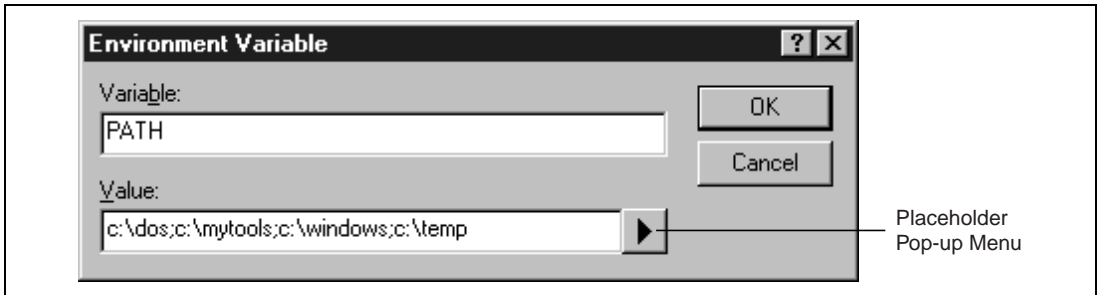 Environment Variable
Variable:
PATH
OK
Cancel
Value:
c:\dos;c:\mytools;c:\windows;c:\temp
Placeholder
Pop-up Menu